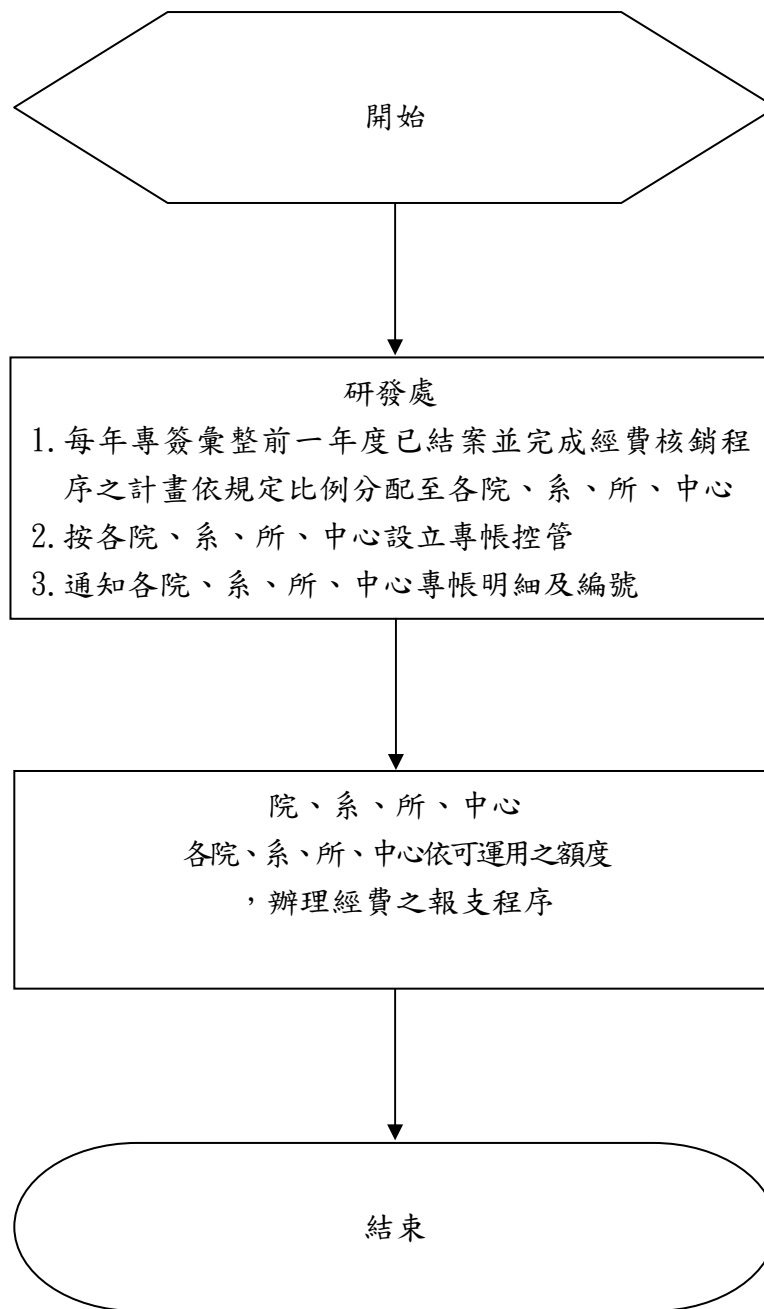 開始
研發處
1.每年專簽彙整前一年度已結案並完成經費核銷程
序之計畫依規定比例分配至各院、系、所、中心
2.按各院、系、所、中心設立專帳控管
3.通知各院、系、所、中心專帳明細及編號
院、系、所、中心
各院、系、所、中心依可運用之額度
，辦理經費之報支程序
結束